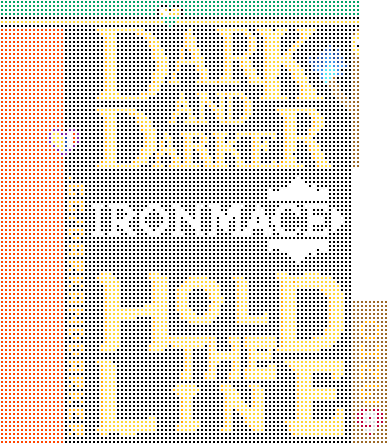 DARK
AND
DARKER
IRONMACE
HOLD
THE
LINE